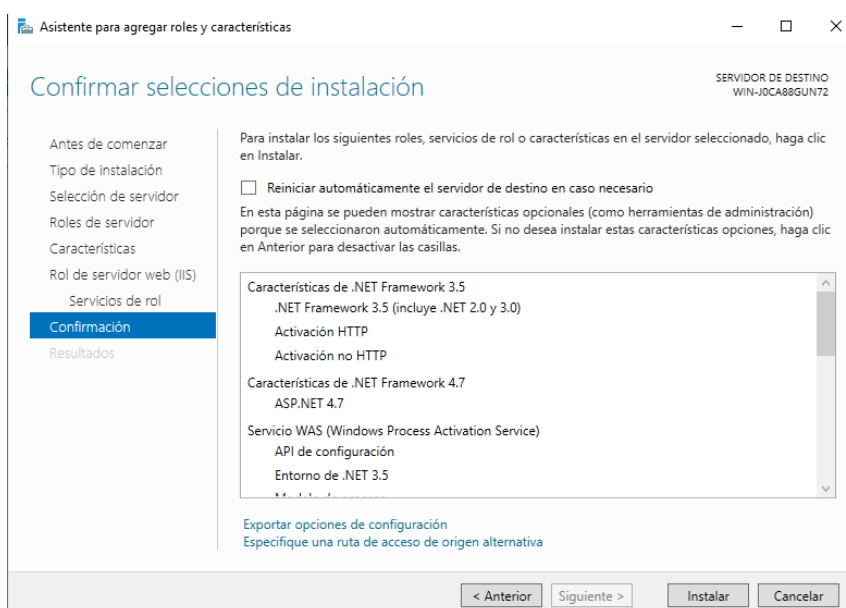 Asistente para agregar roles y características
Confirmar selecciones de instalación
SERVIDOR DE DESTINO
WIN-J0CA88GUN72
Antes de comenzar
Tipo de instalación
Selección de servidor
Roles de servidor
Características
Rol de servidor web (IIS)
Servicios de rol
Confirmación
Resultados
Para instalar los siguientes roles, servicios de rol o características en el servidor seleccionado, haga clic
en Instalar.
Reiniciar automáticamente el servidor de destino en caso necesario
En esta página se pueden mostrar características opcionales (como herramientas de administración)
porque se seleccionaron automáticamente. Si no desea instalar estas características opciones, haga clic
en Anterior para desactivar las casillas.
Características de .NET Framework 3.5
.NET Framework 3.5 (incluye .NET 2.0 y 3.0)
Activación HTTP
Activación no HTTP
Características de .NET Framework 4.7
ASP.NET 4.7
Servicio WAS (Windows Process Activation Service)
API de configuración
Entorno de .NET 3.5
Exportar opciones de configuración
Especifique una ruta de acceso de origen alternativa
< Anterior
Siguiente >
Instalar
Cancelar